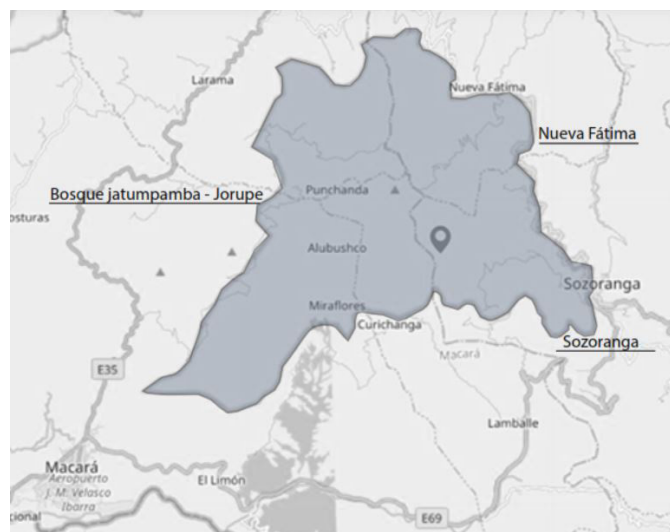 Larama
Nueva Fátima
Nueva Fátima
Bosque jatumpamba - Jorupe
Punchanda
osturas
Alubushco
Sozoranga
Miraflores
Curichanga
Sozoranga
Macará
E35
Lamballe
Macará
Aeropuerto
J. M. Velasco
Ibarra
El Limón
ional
E69